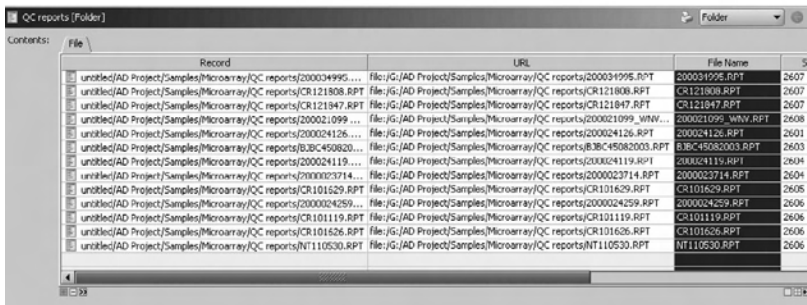 QC reports [Folder] Folder
Contents: File
Record URL File Name S
untitled/AD Project/Samples/Microarray/QC reports/200034995.... file:/G:/AD Project/Samples/Microarray/QC reports/200034995.RPT 200034995.RPT 2607
untitled/AD Project/Samples/Microarray/QC reports/CR121808.RPT file:/G:/AD Project/Samples/Microarray/QC reports/CR121808.RPT CR121808.RPT 2607
untitled/AD Project/Samples/Microarray/QC reports/CR121847.RPT file:/G:/AD Project/Samples/Microarray/QC reports/CR121847.RPT CR121847.RPT 2607
untitled/AD Project/Samples/Microarray/QC reports/200021099 ... file:/G:/AD Project/Samples/Microarray/QC reports/200021099_WNV... 200021099_WNV.RPT 2608
untitled/AD Project/Samples/Microarray/QC reports/200024126.... file:/G:/AD Project/Samples/Microarray/QC reports/200024126.RPT 200024126.RPT 2601
untitled/AD Project/Samples/Microarray/QC reports/BJBC450820... file:/G:/AD Project/Samples/Microarray/QC reports/BJBC45082003.RPT BJBC45082003.RPT 2603
untitled/AD Project/Samples/Microarray/QC reports/200024119.... file:/G:/AD Project/Samples/Microarray/QC reports/200024119.RPT 200024119.RPT 2605
untitled/AD Project/Samples/Microarray/QC reports/2000023714... file:/G:/AD Project/Samples/Microarray/QC reports/2000023714.RPT 2000023714.RPT 2604
untitled/AD Project/Samples/Microarray/QC reports/CR101629.RPT file:/G:/AD Project/Samples/Microarray/QC reports/CR101629.RPT CR101629.RPT 2604
untitled/AD Project/Samples/Microarray/QC reports/2000024259... file:/G:/AD Project/Samples/Microarray/QC reports/2000024259.RPT 2000024259.RPT 2606
untitled/AD Project/Samples/Microarray/QC reports/CR101119.RPT file:/G:/AD Project/Samples/Microarray/QC reports/CR101119.RPT CR101119.RPT 2606
untitled/AD Project/Samples/Microarray/QC reports/CR101626.RPT file:/G:/AD Project/Samples/Microarray/QC reports/CR101626.RPT CR101626.RPT 2606
untitled/AD Project/Samples/Microarray/QC reports/NT110530.RPT file:/G:/AD Project/Samples/Microarray/QC reports/NT110530.RPT NT110530.RPT 2606